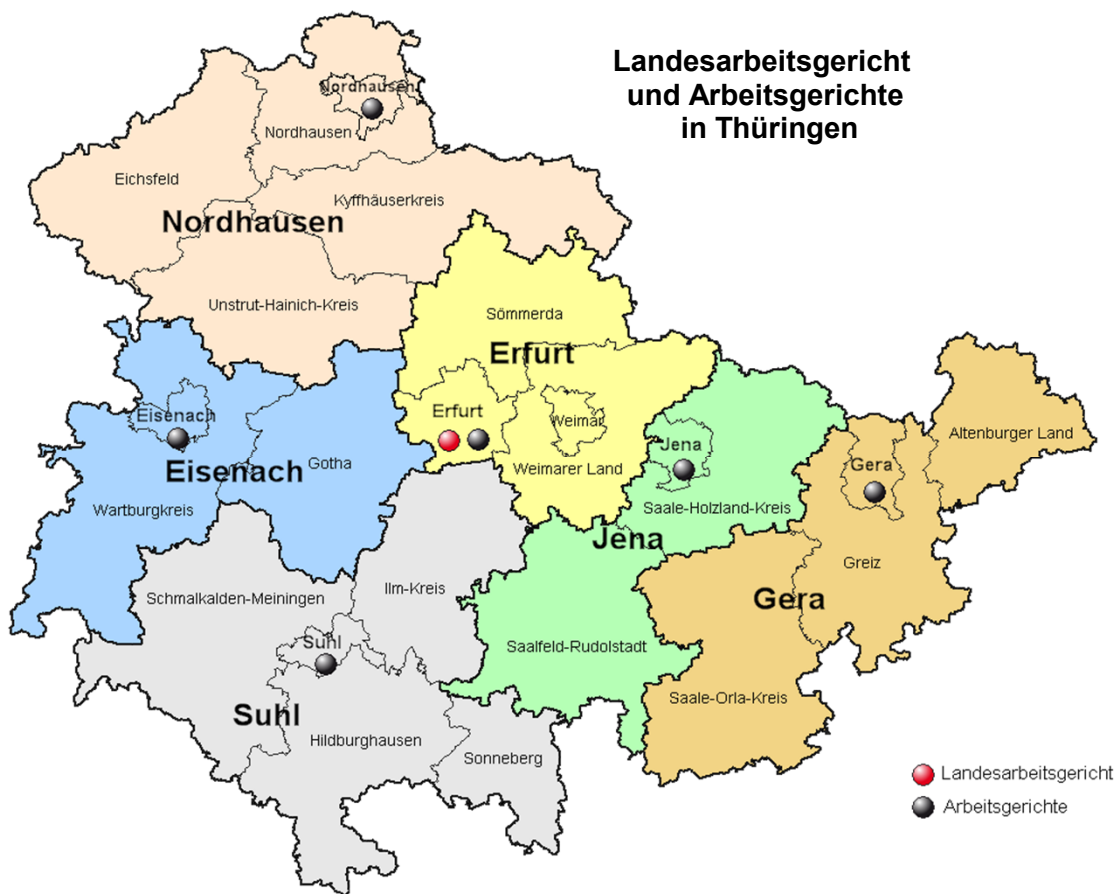 Landesarbeitsgericht
und Arbeitsgerichte
in Thüringen
Nordhausen
Nordhausen
Eichsfeld
Kyffhäuserkreis
Nordhausen
Unstrut-Hainich-Kreis
Sömmerda
Erfurt
Eisenach
Erfurt
Weimar
Jena
Altenburger Land
Gotha
Weimarer Land
Gera
Eisenach
Wartburgkreis
Saale-Holzland-Kreis
Jena
Greiz
Ilm-Kreis
Schmalkalden-Meiningen
Gera
Suhl
Saalfeld-Rudolstadt
Saale-Orla-Kreis
Suhl
Hildburghausen
Sonneberg
Landesarbeitsgericht
Arbeitsgerichte